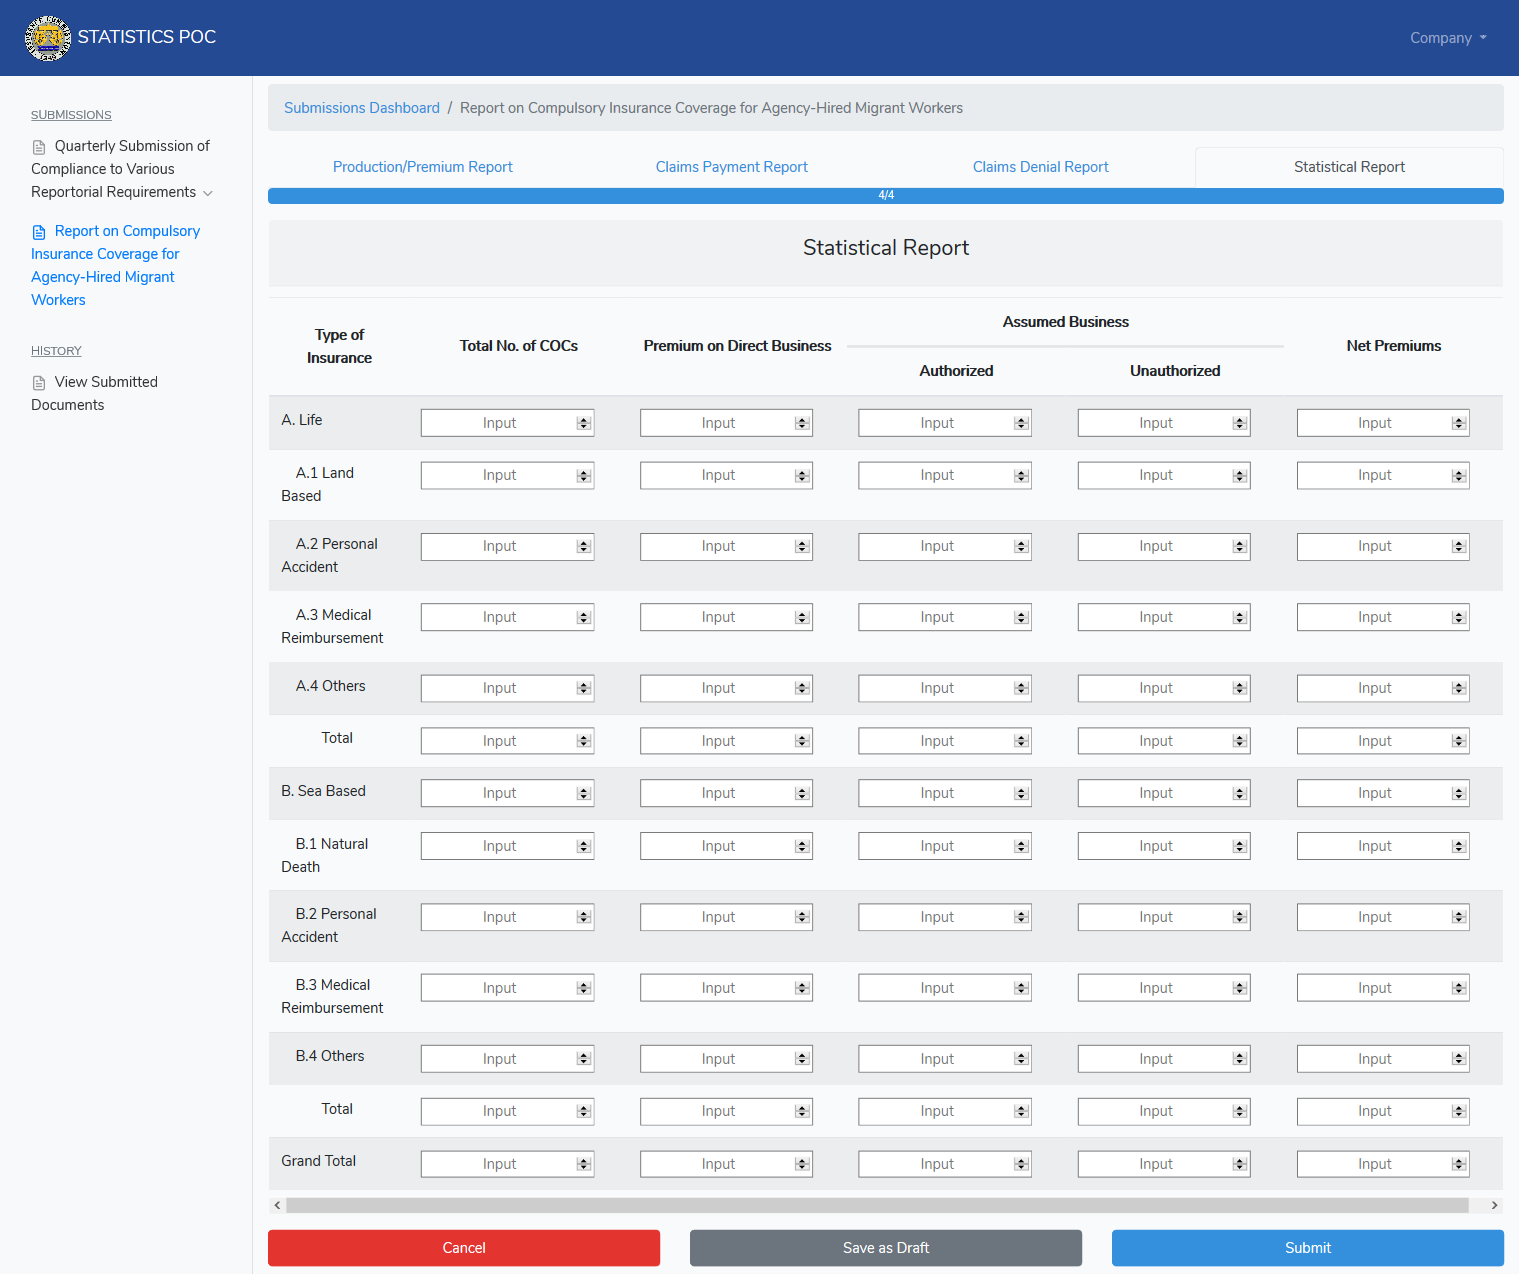 STATISTICS POC
Company
SUBMISSIONS
Quarterly Submission of
Compliance to Various
Reportorial Requirements
Report on Compulsory
Insurance Coverage for
Agency-Hired Migrant
Workers
HISTORY
View Submitted
Documents
Submissions Dashboard / Report on Compulsory Insurance Coverage for Agency-Hired Migrant Workers
Production/Premium Report Claims Payment Report Claims Denial Report Statistical Report
4/4
Statistical Report
Type of
Insurance
Total No. of COCs
Premium on Direct Business
Assumed Business
Authorized Unauthorized
Net Premiums
A. Life Input Input Input Input Input
A.1 Land
Based
Input Input Input Input Input
A.2 Personal
Accident
Input Input Input Input Input
A.3 Medical
Reimbursement
Input Input Input Input Input
A.4 Others Input Input Input Input Input
Total Input Input Input Input Input
B. Sea Based Input Input Input Input Input
B.1 Natural
Death
Input Input Input Input Input
B.2 Personal
Accident
Input Input Input Input Input
B.3 Medical
Reimbursement
Input Input Input Input Input
B.4 Others Input Input Input Input Input
Total Input Input Input Input Input
Grand Total Input Input Input Input Input
Cancel Save as Draft Submit